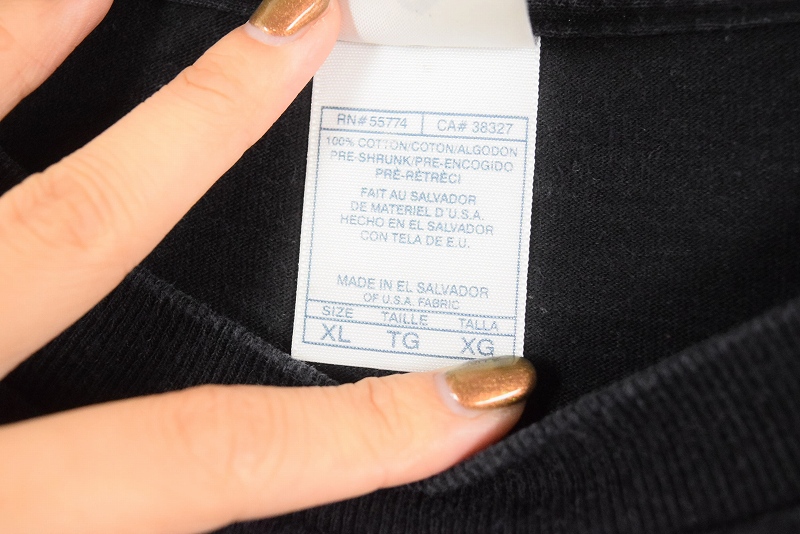 RN# 55774 CA# 38327
100% COTTON/COTON/ALGODON
PRE-SHRUNK/PRE-ENCOGIDO
PRÉ-RÉTRÉCI
FAIT AU SALVADOR
DE MATERIEL D'U.S.A.
HECHO EN EL SALVADOR
CON TELA DE E.U.
MADE IN EL SALVADOR
OF U.S.A. FABRIC
SIZE TAILLE TALLA
XL TG XG